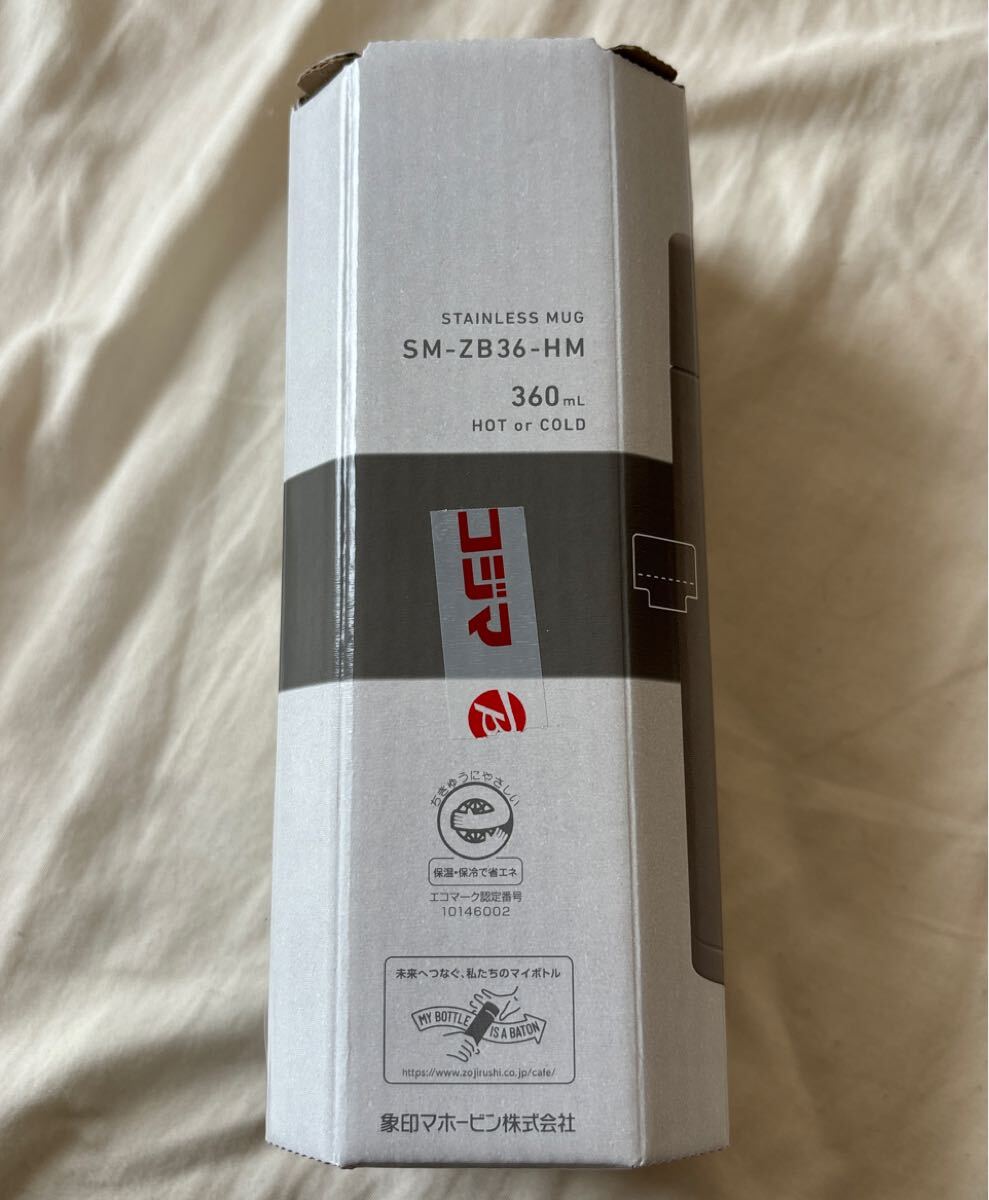 STAINLESS MUG
SM-ZB36-HM
360mL
HOT or COLD
コジマ
ちきゅうにやさしい
保温・保冷で省エネ
エコマーク認定番号
10146002
未来へつなぐ、私たちのマイボトル
MY BOTTLE
IS A BATON
https://www.zojirushi.co.jp/cafe/
象印マホービン株式会社